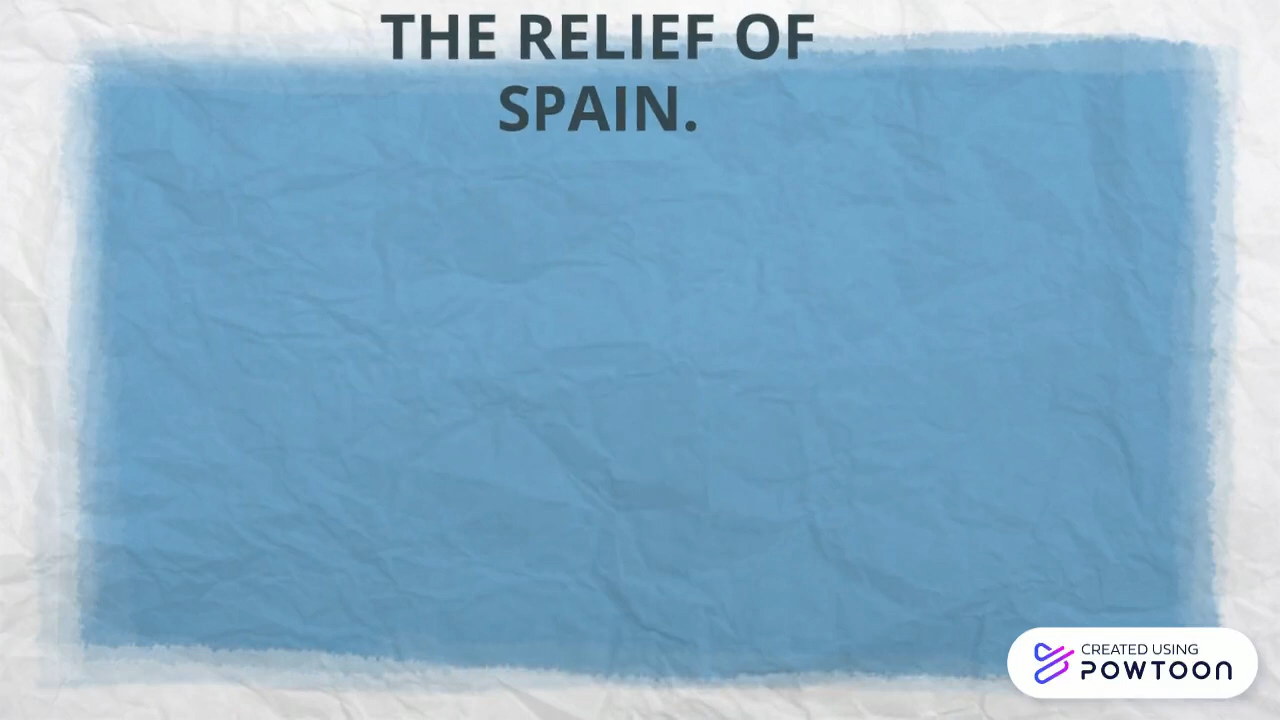 THE RELIEF OF
SPAIN.
CREATED USING
POWTOON